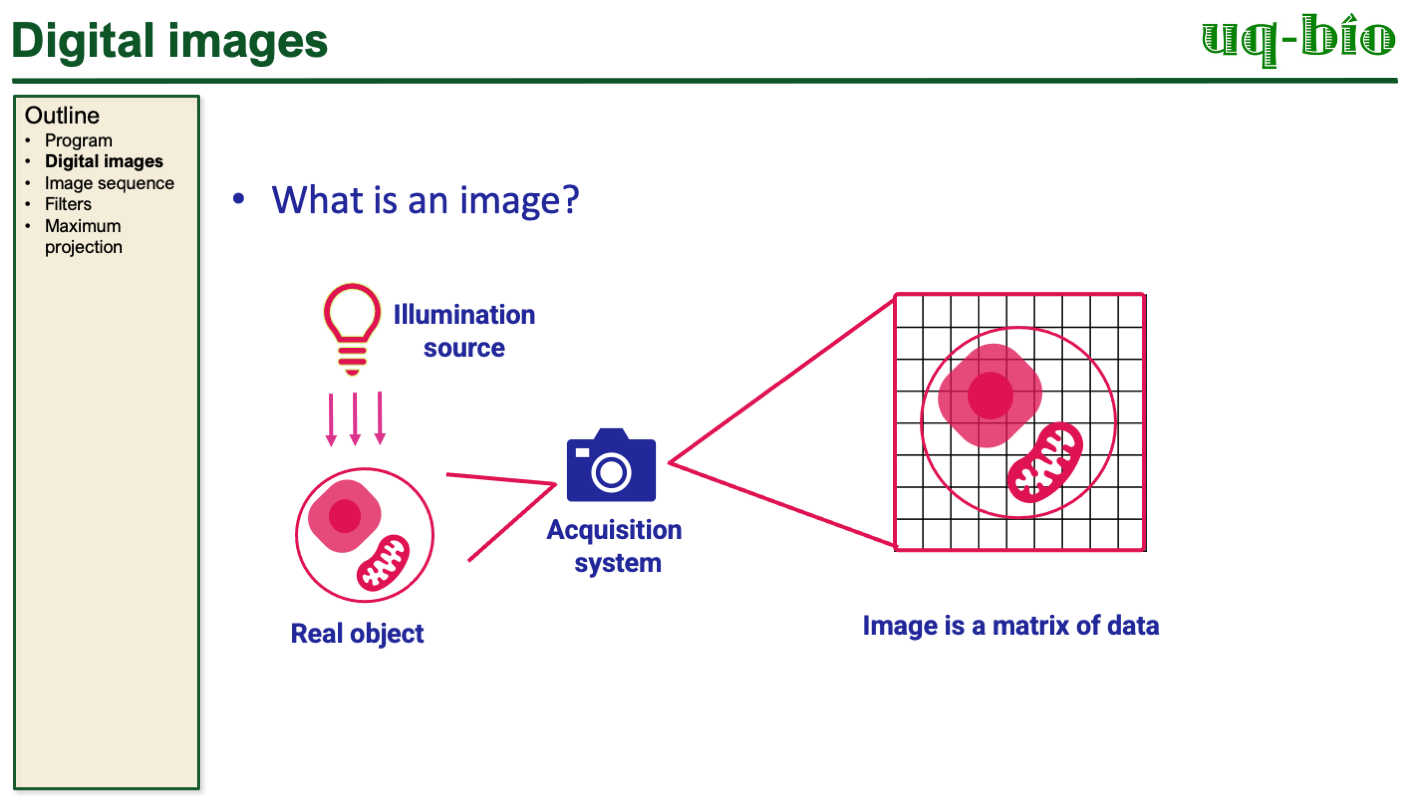 Digital images
uq-bio
Outline
• Program
• Digital images
• Image sequence
• Filters
• Maximum
projection
• What is an image?
Illumination
source
Acquisition
system
Real object
Image is a matrix of data